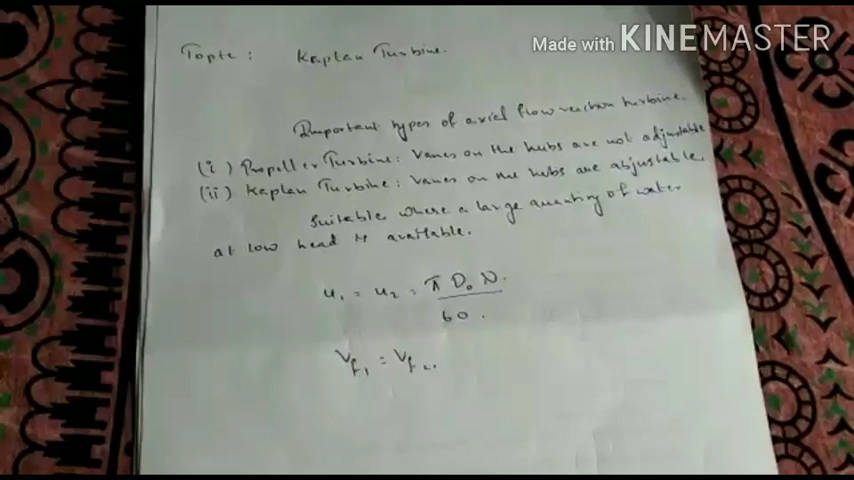 Made with KINEMASTER
Topic : Kaplan Turbine.
Important types of axial flow reaction turbine.
(i) Propeller Turbine : Vanes on the hubs are not adjustable
(ii) Kaplan Turbine : Vanes on the hubs are abjustable.
Suitable where a large quantity of water
at low head is available.
u₁ = u₂ = π D₀ N / 60 .
Vf₁ = Vf₂.